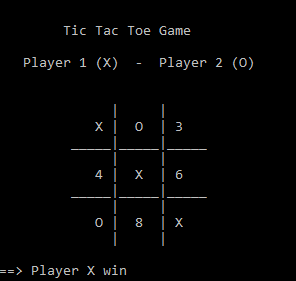 Tic Tac Toe Game
Player 1 (X)  -  Player 2 (O)
X | O | 3
4 | X | 6
O | 8 | X
==> Player X win